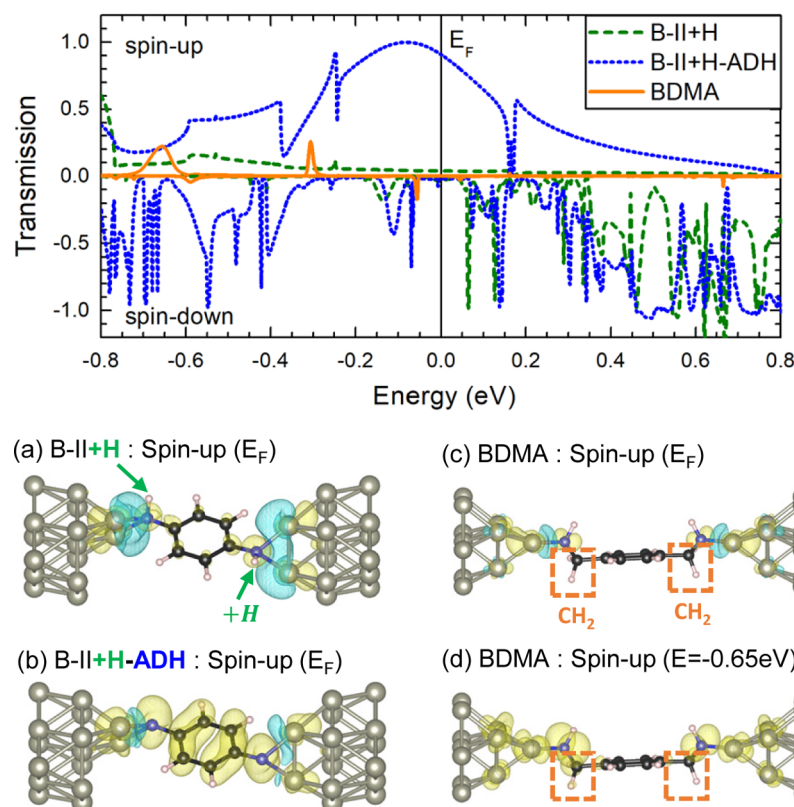 spin-up
E_F
B-II+H
B-II+H-ADH
BDMA
1.0
0.5
0.0
-0.5
-1.0
Transmission
spin-down
-0.8 -0.6 -0.4 -0.2 0.0 0.2 0.4 0.6 0.8
Energy (eV)
(a) B-II+H : Spin-up (E_F)
+H
(b) B-II+H-ADH : Spin-up (E_F)
(c) BDMA : Spin-up (E_F)
CH₂ CH₂
(d) BDMA : Spin-up (E=-0.65eV)